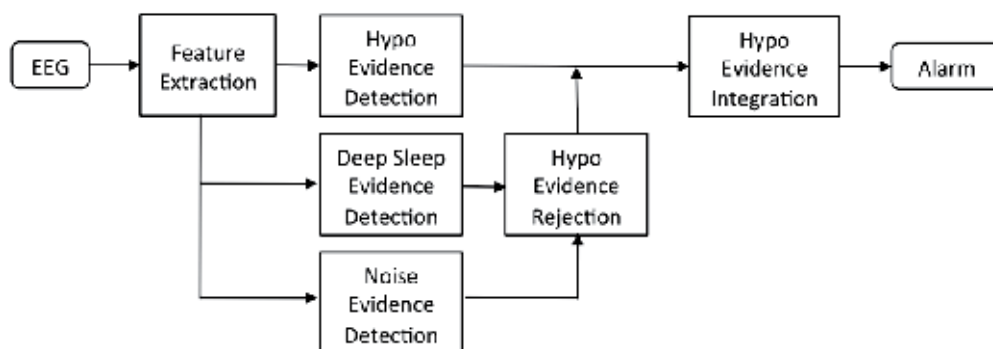 EEG
Feature
Extraction
Hypo
Evidence
Detection
Hypo
Evidence
Integration
Alarm
Deep Sleep
Evidence
Detection
Hypo
Evidence
Rejection
Noise
Evidence
Detection